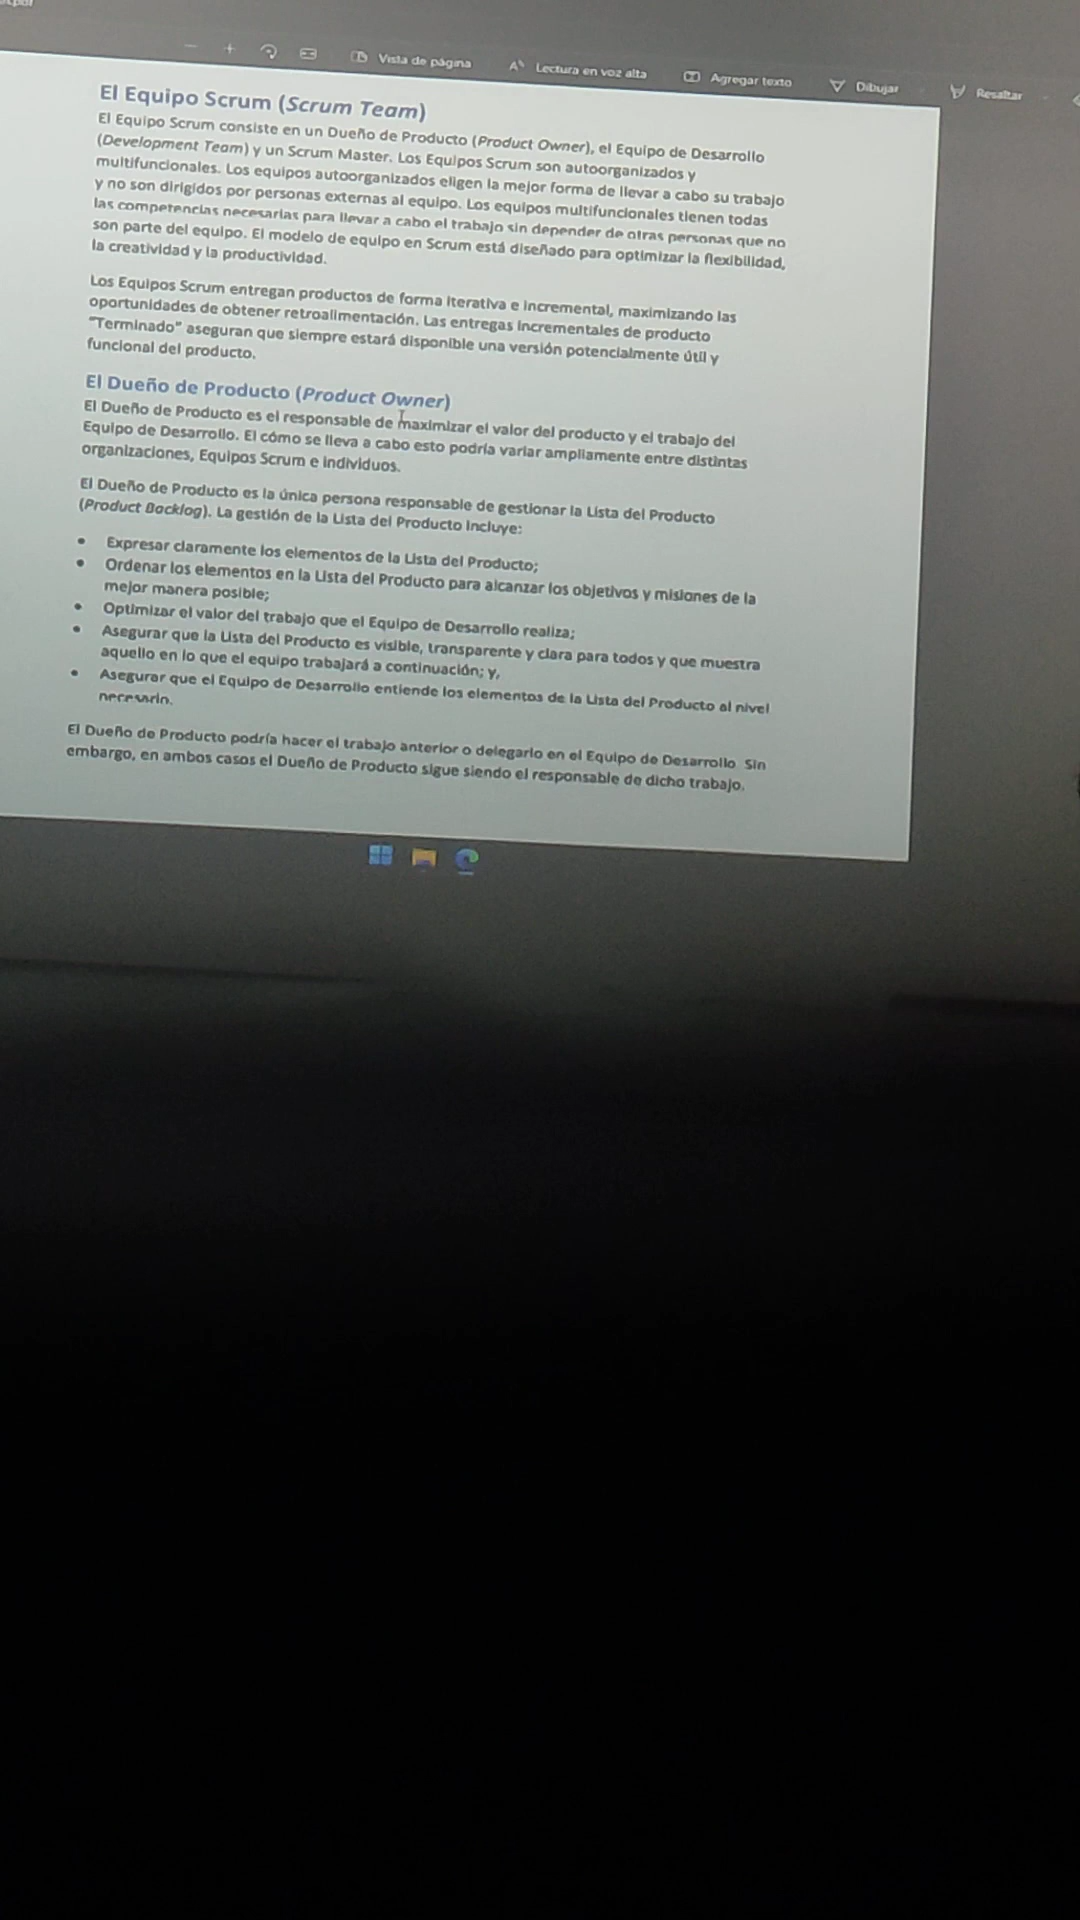 Vista de página
Lectura en voz alta
Agregar texto
Dibujar
Resaltar
El Equipo Scrum (Scrum Team)
El Equipo Scrum consiste en un Dueño de Producto (Product Owner), el Equipo de Desarrollo
(Development Team) y un Scrum Master. Los Equipos Scrum son autoorganizados y
multifuncionales. Los equipos autoorganizados eligen la mejor forma de llevar a cabo su trabajo
y no son dirigidos por personas externas al equipo. Los equipos multifuncionales tienen todas
las competencias necesarias para llevar a cabo el trabajo sin depender de otras personas que no
son parte del equipo. El modelo de equipo en Scrum está diseñado para optimizar la flexibilidad,
la creatividad y la productividad.
Los Equipos Scrum entregan productos de forma iterativa e incremental, maximizando las
oportunidades de obtener retroalimentación. Las entregas incrementales de producto
"Terminado" aseguran que siempre estará disponible una versión potencialmente útil y
funcional del producto.
El Dueño de Producto (Product Owner)
El Dueño de Producto es el responsable de maximizar el valor del producto y el trabajo del
Equipo de Desarrollo. El cómo se lleva a cabo esto podría variar ampliamente entre distintas
organizaciones, Equipos Scrum e individuos.
El Dueño de Producto es la única persona responsable de gestionar la Lista del Producto
(Product Backlog). La gestión de la Lista del Producto incluye:
• Expresar claramente los elementos de la Lista del Producto;
• Ordenar los elementos en la Lista del Producto para alcanzar los objetivos y misiones de la
mejor manera posible;
• Optimizar el valor del trabajo que el Equipo de Desarrollo realiza;
• Asegurar que la Lista del Producto es visible, transparente y clara para todos y que muestra
aquello en lo que el equipo trabajará a continuación; y,
• Asegurar que el Equipo de Desarrollo entiende los elementos de la Lista del Producto al nivel
necesario.
El Dueño de Producto podría hacer el trabajo anterior o delegarlo en el Equipo de Desarrollo. Sin
embargo, en ambos casos el Dueño de Producto sigue siendo el responsable de dicho trabajo.